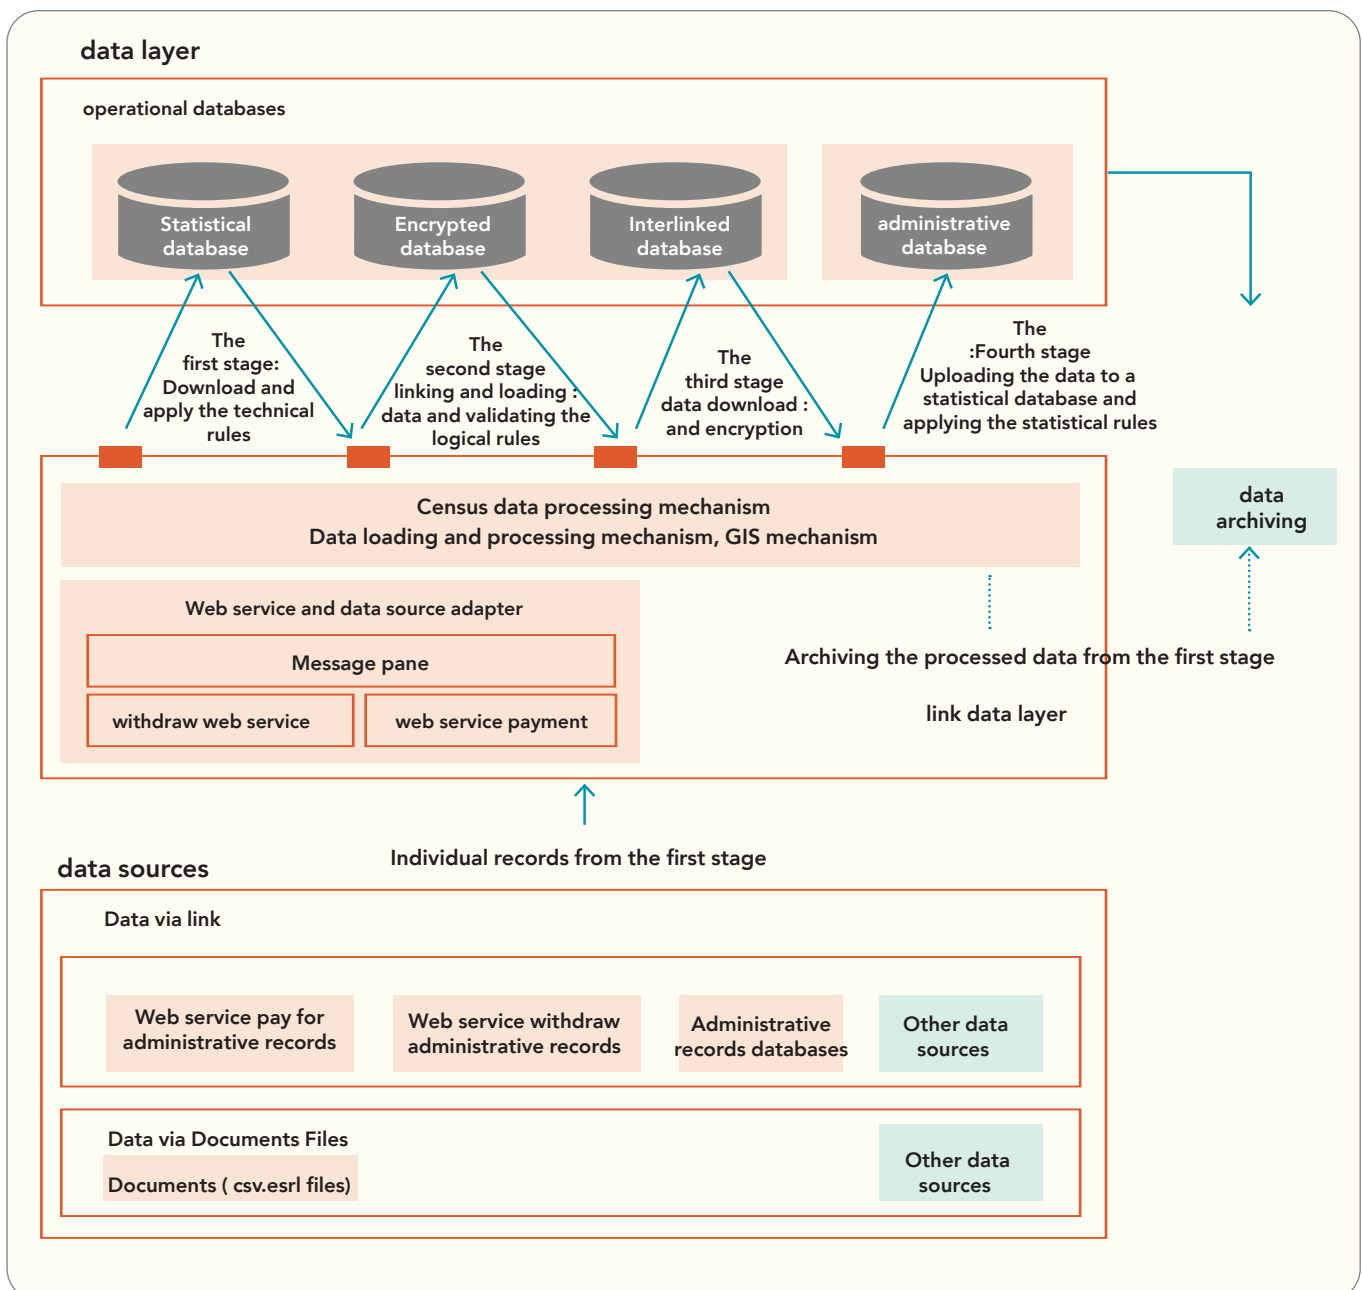 data layer
operational databases
Statistical
database
Encrypted
database
Interlinked
database
administrative
database
The
first stage:
Download and
apply the technical
rules
The
second stage
linking and loading :
data and validating the
logical rules
The
third stage
data download :
and encryption
The
:Fourth stage
Uploading the data to a
statistical database and
applying the statistical rules
Census data processing mechanism
Data loading and processing mechanism, GIS mechanism
data
archiving
Web service and data source adapter
Message pane
withdraw web service
web service payment
Archiving the processed data from the first stage
link data layer
Individual records from the first stage
data sources
Data via link
Web service pay for
administrative records
Web service withdraw
administrative records
Administrative
records databases
Other data
sources
Data via Documents Files
Documents ( csv.esrl files)
Other data
sources